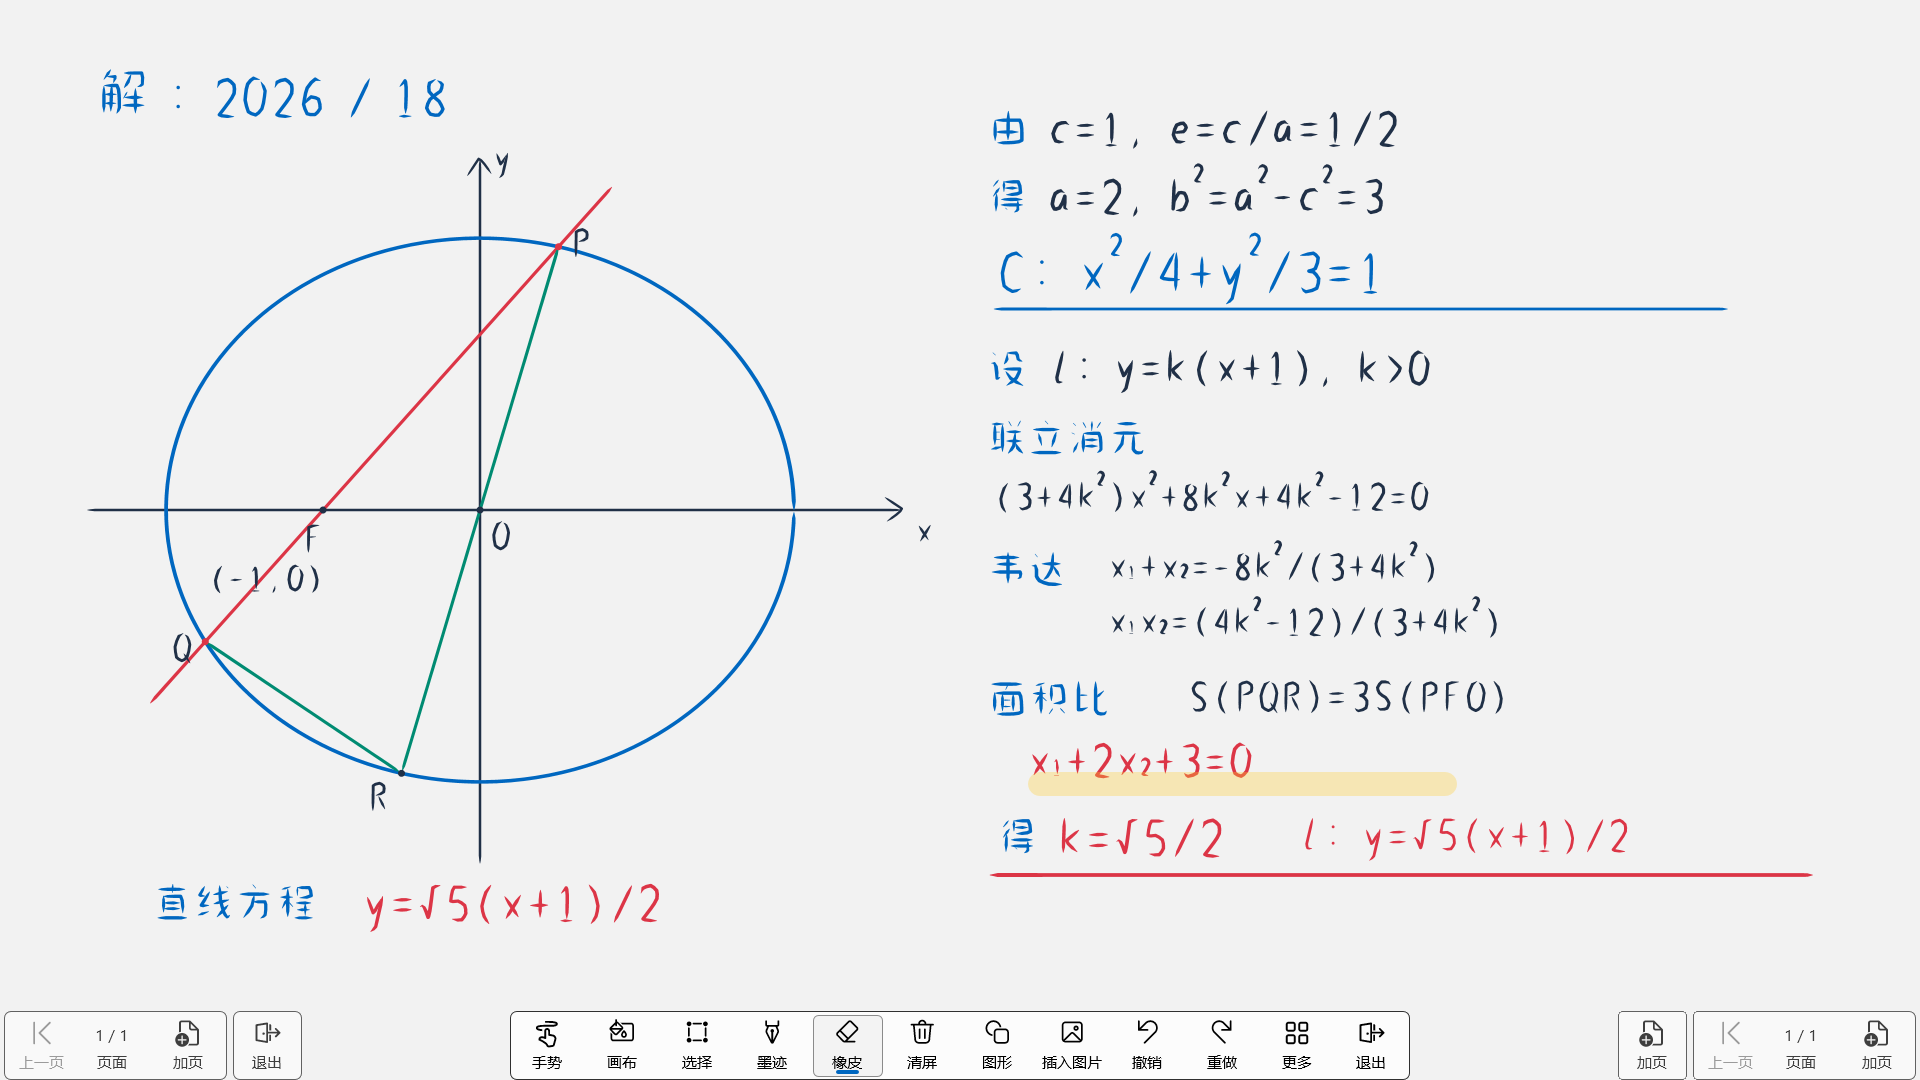 解：2026 / 18
y
P
F
(-1,0)
O
x
Q
R
直线方程 y=√5(x+1)/2
由 c=1, e=c/a=1/2
得 a=2, b²=a²-c²=3
C: x²/4+y²/3=1
设 l: y=k(x+1), k>0
联立消元
(3+4k²)x²+8k²x+4k²-12=0
韦达 x₁+x₂=-8k²/(3+4k²)
x₁x₂=(4k²-12)/(3+4k²)
面积比 S(PQR)=3S(PFO)
x₁+2x₂+3=0
得 k=√5/2 l: y=√5(x+1)/2
上一页 1/1 页面 加页 退出
手势 画布 选择 墨迹 橡皮 清屏 图形 插入图片 撤销 重做 更多 退出
加页 上一页 1/1 页面 加页